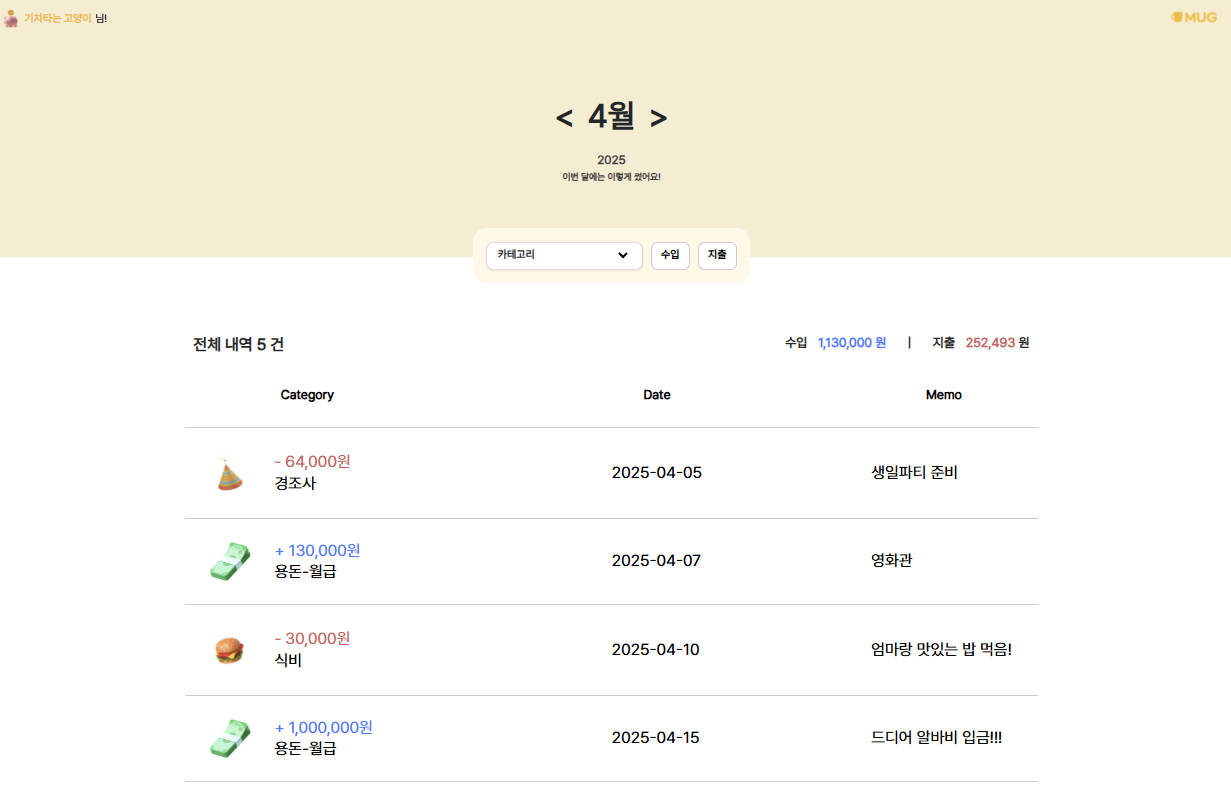 기차타는 고양이 님!
MUG
< 4월 >
2025
이번 달에는 이렇게 썼어요!
카테고리 수입 지출
전체 내역 5 건
수입 1,130,000 원 | 지출 252,493 원
Category Date Memo
- 64,000원
경조사
2025-04-05
생일파티 준비
+ 130,000원
용돈-월급
2025-04-07
영화관
- 30,000원
식비
2025-04-10
엄마랑 맛있는 밥 먹음!
+ 1,000,000원
용돈-월급
2025-04-15
드디어 알바비 입금!!!